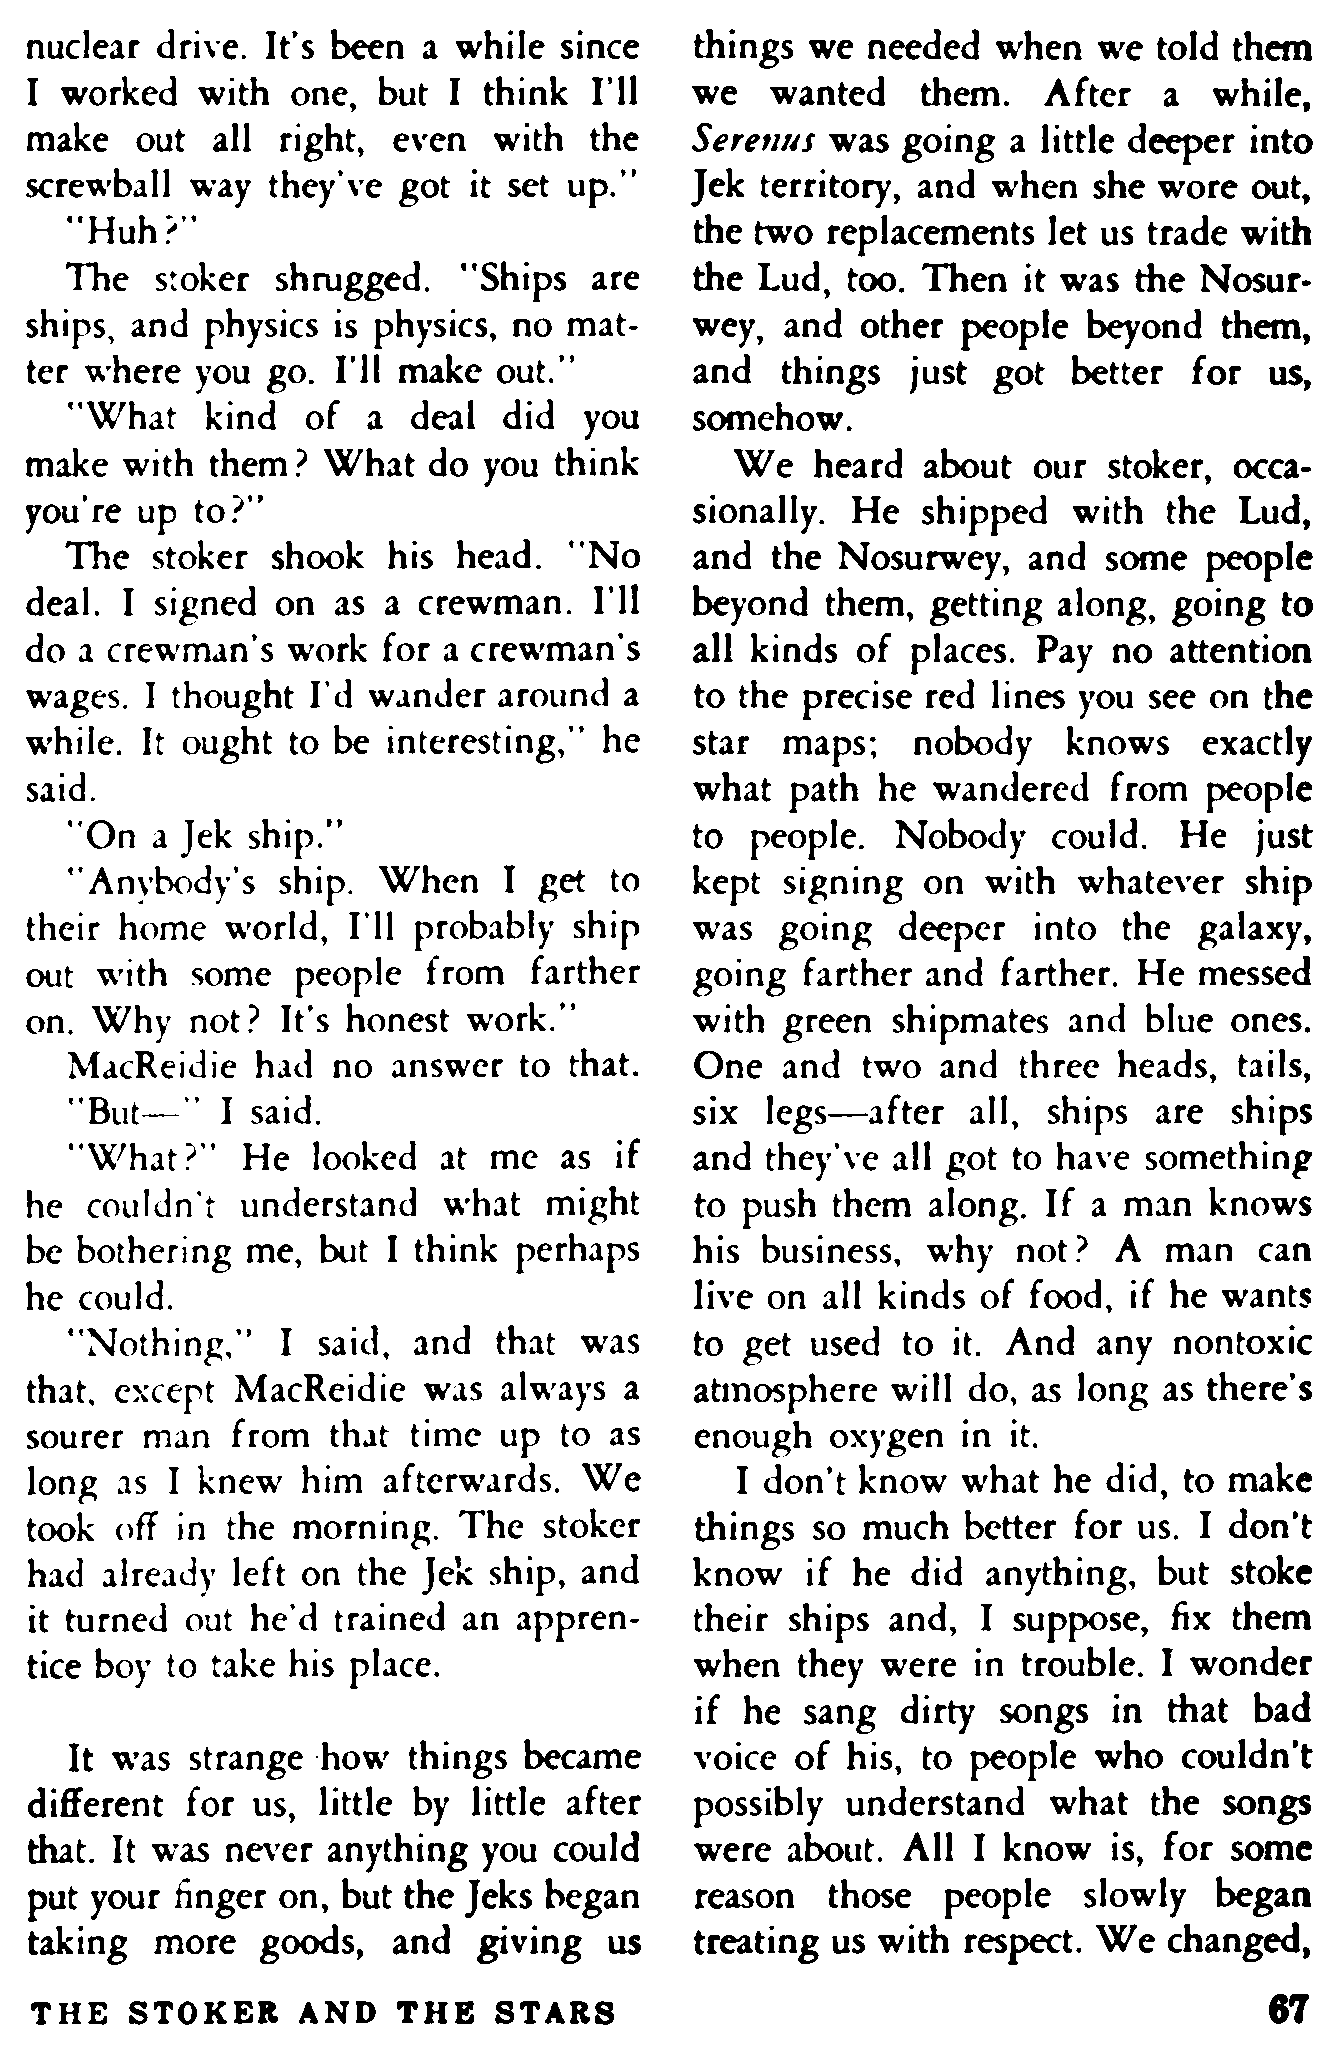 nuclear drive. It's been a while since
I worked with one, but I think I'll
make out all right, even with the
screwball way they've got it set up."
"Huh?"
The stoker shrugged. "Ships are
ships, and physics is physics, no mat-
ter where you go. I'll make out."
"What kind of a deal did you
make with them? What do you think
you're up to?"
The stoker shook his head. "No
deal. I signed on as a crewman. I'll
do a crewman's work for a crewman's
wages. I thought I'd wander around a
while. It ought to be interesting," he
said.
"On a Jek ship."
"Anybody's ship. When I get to
their home world, I'll probably ship
out with some people from farther
on. Why not? It's honest work."
MacReidie had no answer to that.
"But—" I said.
"What?" He looked at me as if
he couldn't understand what might
be bothering me, but I think perhaps
he could.
"Nothing," I said, and that was
that, except MacReidie was always a
sourer man from that time up to as
long as I knew him afterwards. We
took off in the morning. The stoker
had already left on the Jek ship, and
it turned out he'd trained an appren-
tice boy to take his place.
It was strange how things became
different for us, little by little after
that. It was never anything you could
put your finger on, but the Jeks began
taking more goods, and giving us
things we needed when we told them
we wanted them. After a while,
Serenus was going a little deeper into
Jek territory, and when she wore out,
the two replacements let us trade with
the Lud, too. Then it was the Nosur-
wey, and other people beyond them,
and things just got better for us,
somehow.
We heard about our stoker, occa-
sionally. He shipped with the Lud,
and the Nosurwey, and some people
beyond them, getting along, going to
all kinds of places. Pay no attention
to the precise red lines you see on the
star maps; nobody knows exactly
what path he wandered from people
to people. Nobody could. He just
kept signing on with whatever ship
was going deeper into the galaxy,
going farther and farther. He messed
with green shipmates and blue ones.
One and two and three heads, tails,
six legs—after all, ships are ships
and they've all got to have something
to push them along. If a man knows
his business, why not? A man can
live on all kinds of food, if he wants
to get used to it. And any nontoxic
atmosphere will do, as long as there's
enough oxygen in it.
I don't know what he did, to make
things so much better for us. I don't
know if he did anything, but stoke
their ships and, I suppose, fix them
when they were in trouble. I wonder
if he sang dirty songs in that bad
voice of his, to people who couldn't
possibly understand what the songs
were about. All I know is, for some
reason those people slowly began
treating us with respect. We changed,
THE STOKER AND THE STARS
67